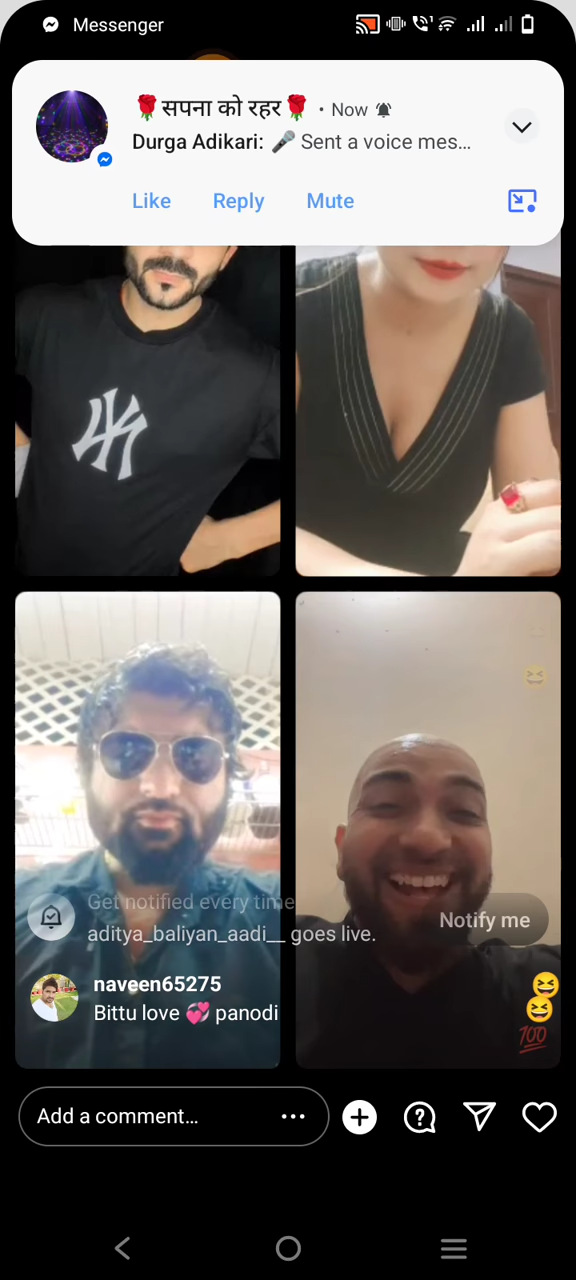 Messenger
🌹सपना को रहर🌹 · Now
Durga Adikari: 🎤 Sent a voice mes...
Like Reply Mute
NY
Get notified every time
aditya_baliyan_aadi__ goes live.
Notify me
naveen65275
Bittu love 💞 panodi
💯
Add a comment...